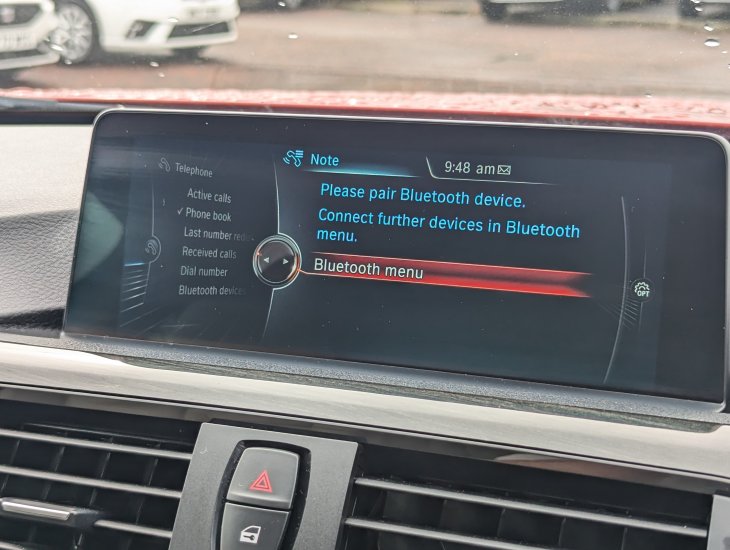 Telephone
Active calls
Phone book
Last number
Received calls
Dial number
Bluetooth devices
Note
9:48 am
Please pair Bluetooth device.
Connect further devices in Bluetooth
menu.
Bluetooth menu
OPT